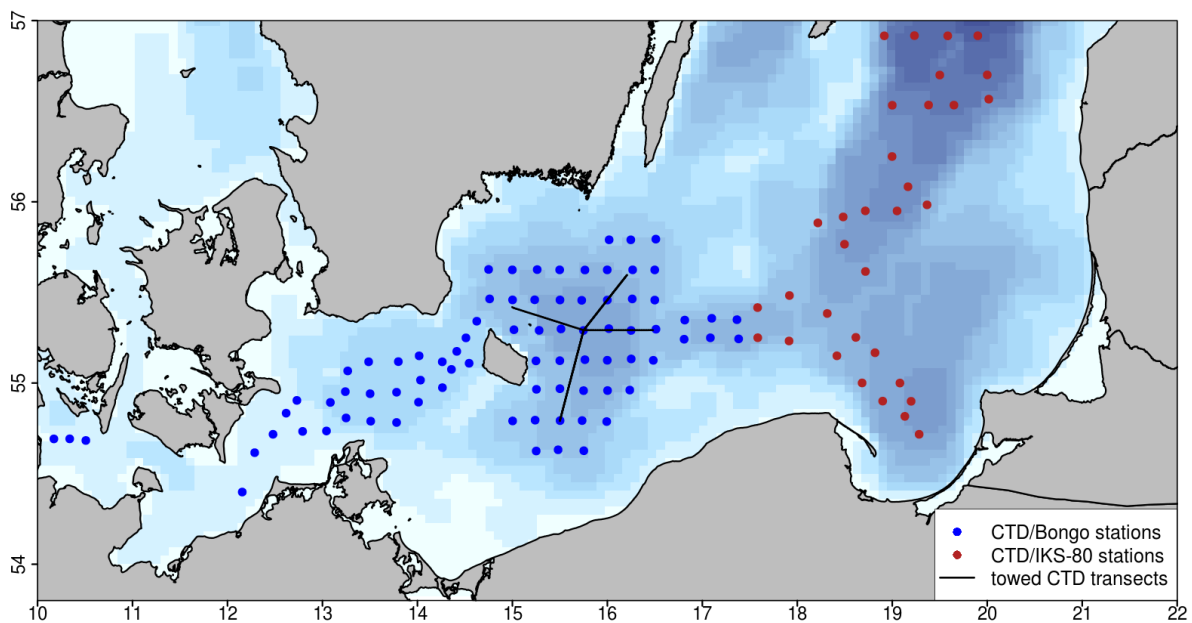 57
56
55
54
10 11 12 13 14 15 16 17 18 19 20 21 22
CTD/Bongo stations
CTD/IKS-80 stations
towed CTD transects